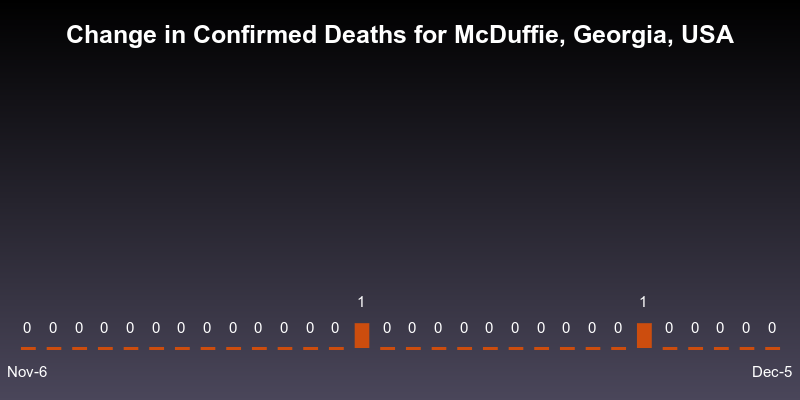 Change in Confirmed Deaths for McDuffie, Georgia, USA
0 0 0 0 0 0 0 0 0 0 0 0 0 1 0 0 0 0 0 0 0 0 0 0 1 0 0 0 0 0
Nov-6 Dec-5